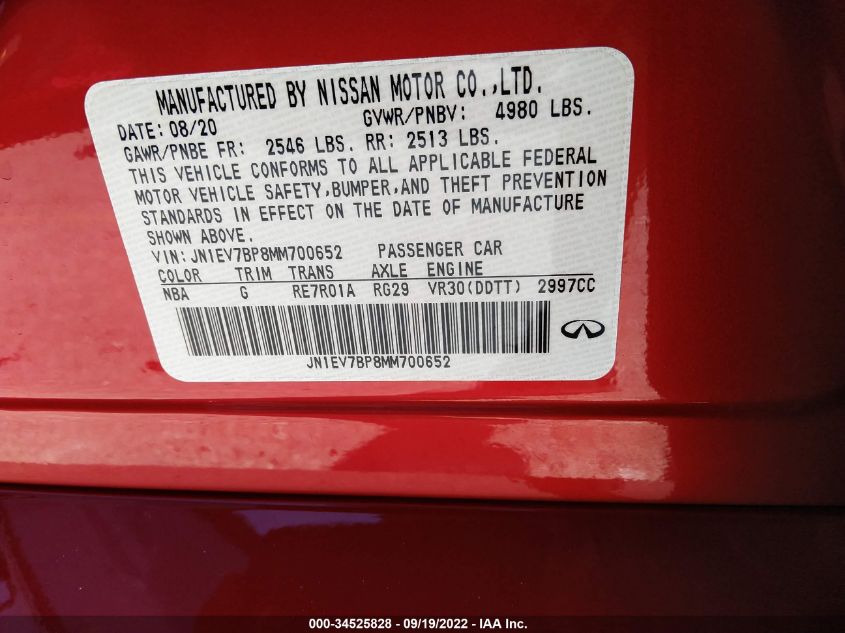 MANUFACTURED BY NISSAN MOTOR CO.,LTD.
DATE: 08/20 GVWR/PNBV: 4980 LBS.
GAWR/PNBE FR: 2546 LBS. RR: 2513 LBS.
THIS VEHICLE CONFORMS TO ALL APPLICABLE FEDERAL
MOTOR VEHICLE SAFETY,BUMPER,AND THEFT PREVENTION
STANDARDS IN EFFECT ON THE DATE OF MANUFACTURE
SHOWN ABOVE.
VIN: JN1EV7BP8MM700652 PASSENGER CAR
COLOR TRIM TRANS AXLE ENGINE
NBA G RE7R01A RG29 VR30(DDTT) 2997CC
JN1EV7BP8MM700652
000-34525828 - 09/19/2022 - IAA Inc.